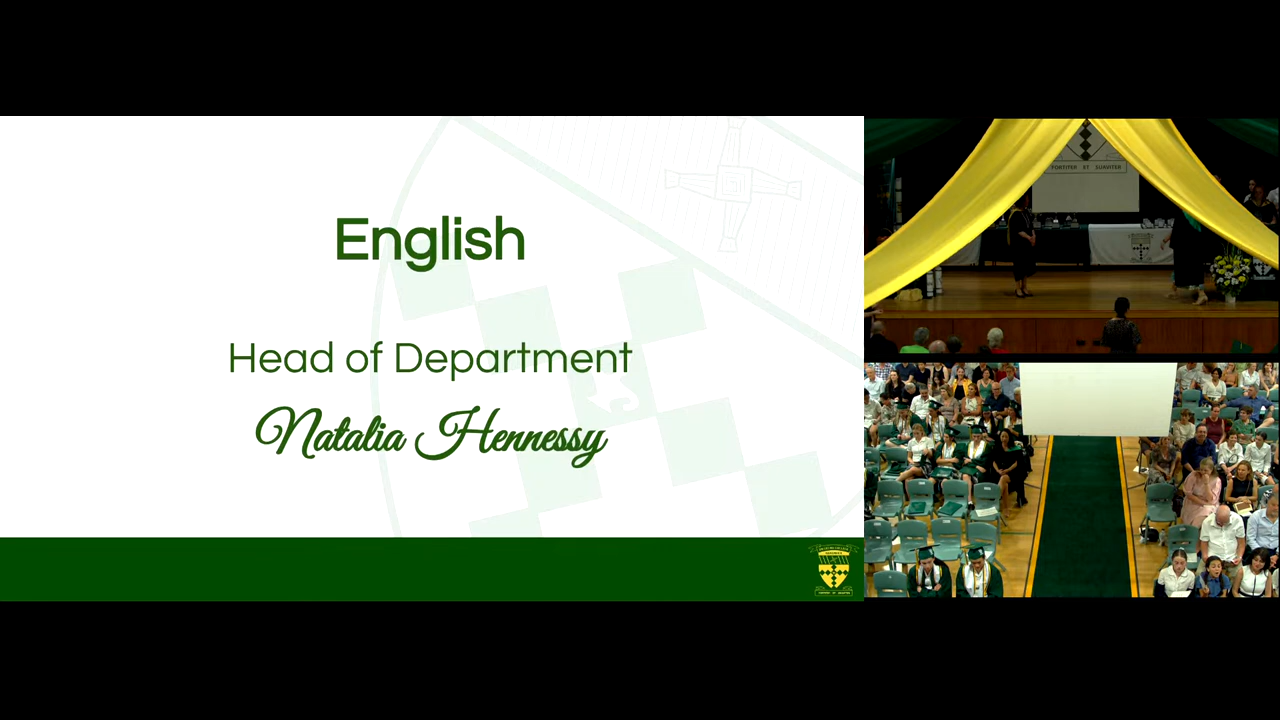 English
Head of Department
Natalia Hennessy
FORTITER ET SUAVITER